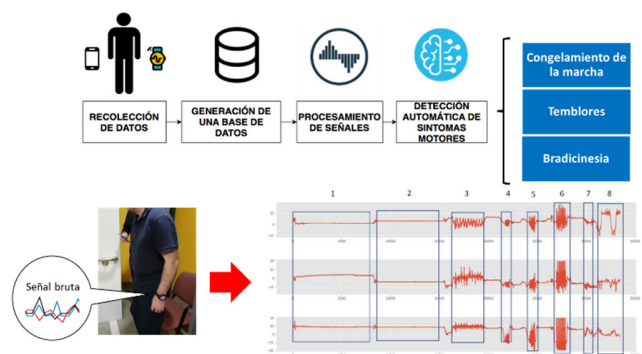 RECOLECCIÓN
DE DATOS
GENERACIÓN DE
UNA BASE DE
DATOS
PROCESAMIENTO
DE SEÑALES
DETECCIÓN
AUTOMÁTICA DE
SINTOMAS
MOTORES
Congelamiento de
la marcha
Temblores
Bradicinesia
Señal bruta
1 2 3 4 5 6 7 8